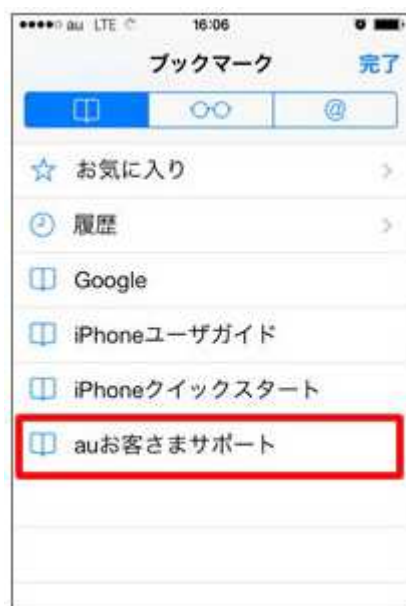 au LTE 16:06
ブックマーク 完了
@
お気に入り
履歴
Google
iPhoneユーザガイド
iPhoneクイックスタート
auお客さまサポート